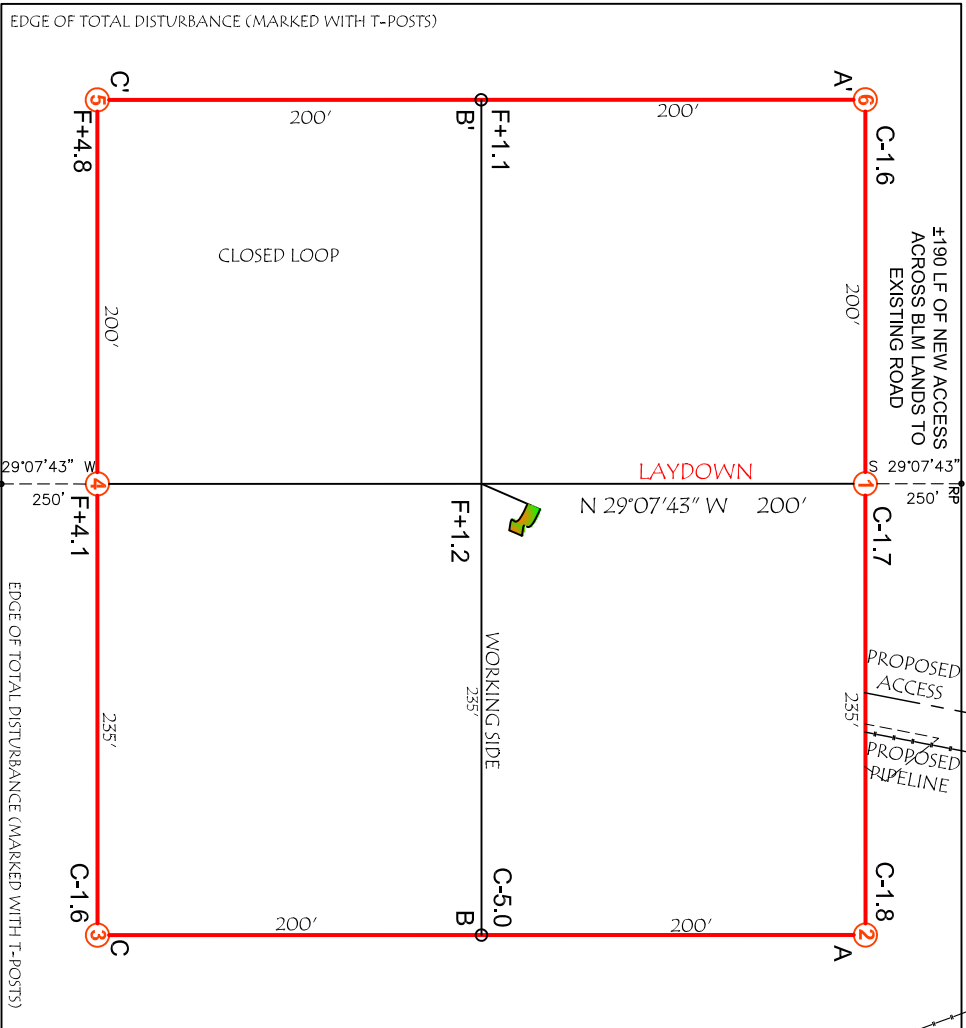 EDGE OF TOTAL DISTURBANCE (MARKED WITH T-POSTS)
C'
5
F+4.8
200'
B'
F+1.1
200'
A'
6
C-1.6
±190 LF OF NEW ACCESS
ACROSS BLM LANDS TO
EXISTING ROAD
CLOSED LOOP
200'
200'
29°07'43" W
250'
4
F+4.1
F+1.2
LAYDOWN
N 29°07'43" W 200'
S 29°07'43"
250'
RP
1
C-1.7
EDGE OF TOTAL DISTURBANCE (MARKED WITH T-POSTS)
WORKING SIDE
235'
235'
235'
PROPOSED
ACCESS
PROPOSED
PIPELINE
C-1.6
3
C
200'
C-5.0
B
200'
C-1.8
2
A